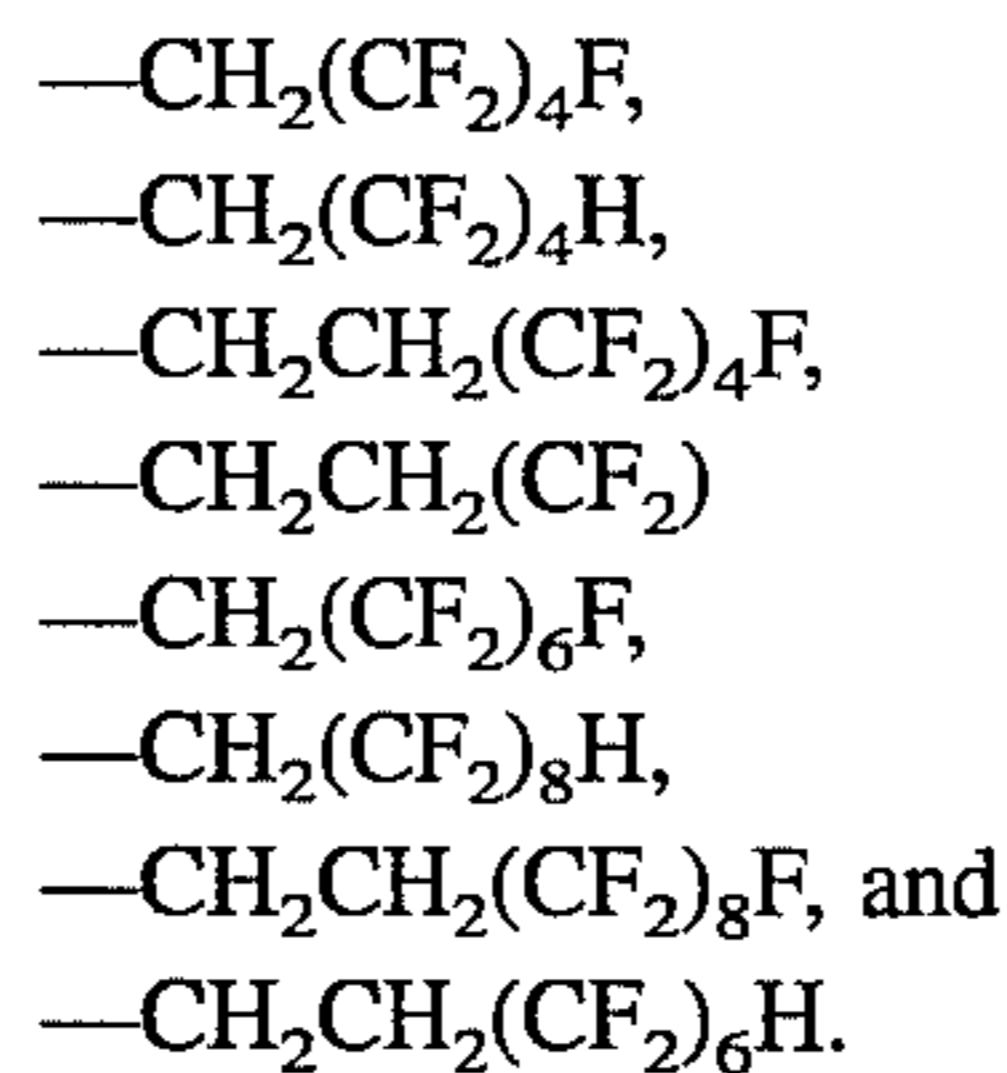 —CH₂(CF₂)₄F,
—CH₂(CF₂)₄H,
—CH₂CH₂(CF₂)₄F,
—CH₂CH₂(CF₂)
—CH₂(CF₂)₆F,
—CH₂(CF₂)₈H,
—CH₂CH₂(CF₂)₈F, and
—CH₂CH₂(CF₂)₆H.